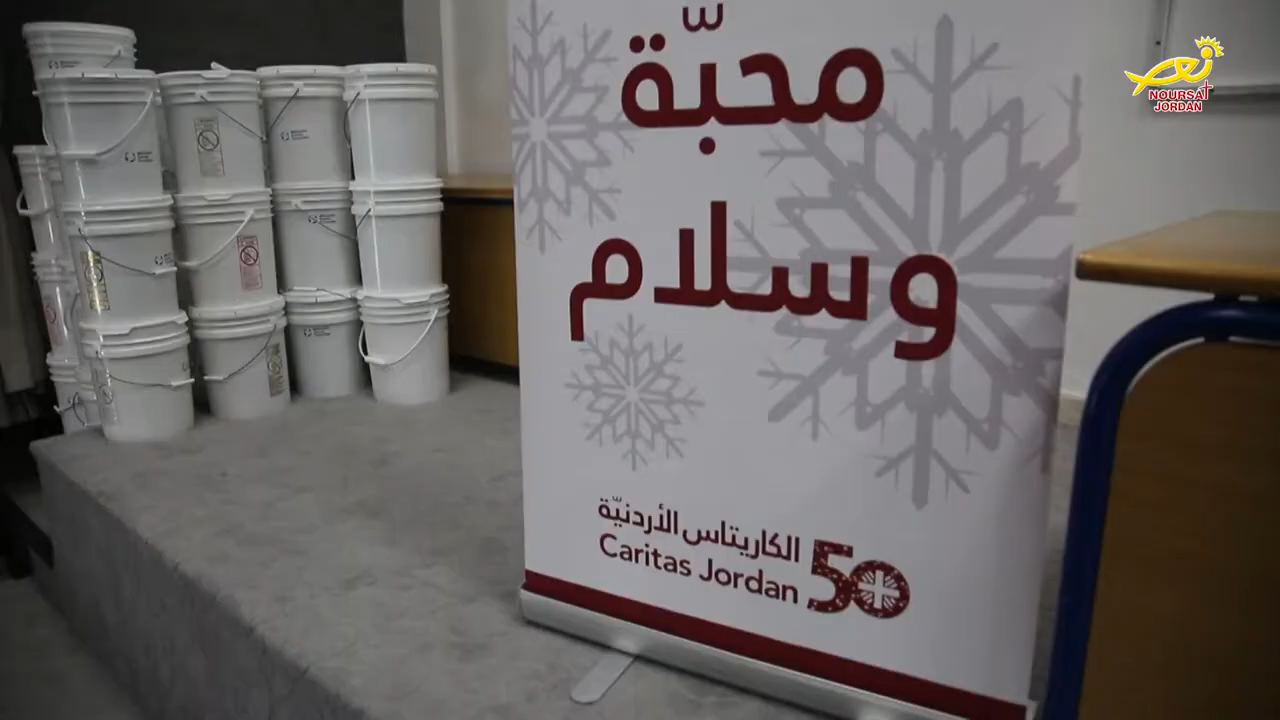 محبّة
وسلام
الكاريتاس الأردنيّة
Caritas Jordan
50
NOURSAT
JORDAN